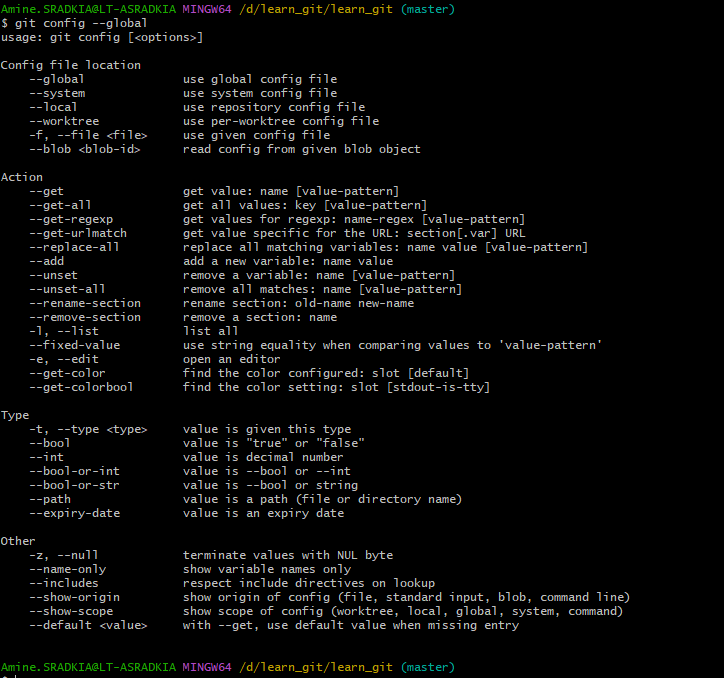 Amine.SRADKIA@LT-ASRADKIA MINGW64 /d/learn_git/learn_git (master)
$ git config --global
usage: git config [<options>]

Config file location
    --global              use global config file
    --system              use system config file
    --local               use repository config file
    --worktree            use per-worktree config file
    -f, --file <file>     use given config file
    --blob <blob-id>      read config from given blob object

Action
    --get                 get value: name [value-pattern]
    --get-all             get all values: key [value-pattern]
    --get-regexp          get values for regexp: name-regex [value-pattern]
    --get-urlmatch        get value specific for the URL: section[.var] URL
    --replace-all         replace all matching variables: name value [value-pattern]
    --add                 add a new variable: name value
    --unset               remove a variable: name [value-pattern]
    --unset-all           remove all matches: name [value-pattern]
    --rename-section      rename section: old-name new-name
    --remove-section      remove a section: name
    -l, --list            list all
    --fixed-value         use string equality when comparing values to 'value-pattern'
    -e, --edit            open an editor
    --get-color           find the color configured: slot [default]
    --get-colorbool       find the color setting: slot [stdout-is-tty]

Type
    -t, --type <type>     value is given this type
    --bool                value is "true" or "false"
    --int                 value is decimal number
    --bool-or-int         value is --bool or --int
    --bool-or-str         value is --bool or string
    --path                value is a path (file or directory name)
    --expiry-date         value is an expiry date

Other
    -z, --null            terminate values with NUL byte
    --name-only           show variable names only
    --includes            respect include directives on lookup
    --show-origin         show origin of config (file, standard input, blob, command line)
    --show-scope          show scope of config (worktree, local, global, system, command)
    --default <value>     with --get, use default value when missing entry


Amine.SRADKIA@LT-ASRADKIA MINGW64 /d/learn_git/learn_git (master)